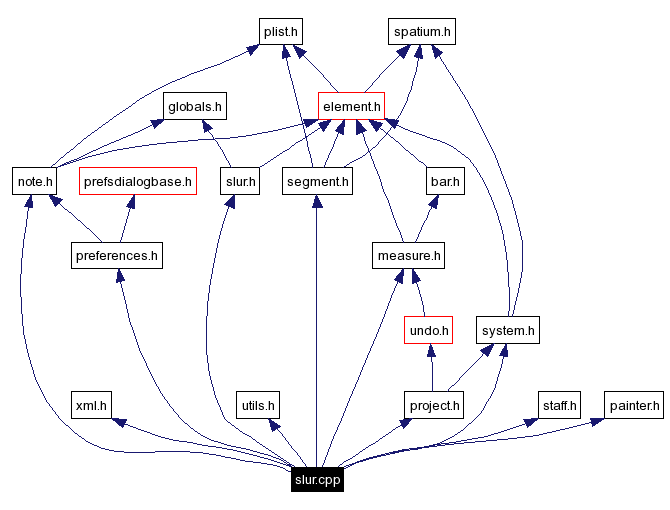 plist.h
spatium.h
globals.h
element.h
note.h
prefsdialogbase.h
slur.h
segment.h
bar.h
preferences.h
measure.h
undo.h
system.h
xml.h
utils.h
project.h
staff.h
painter.h
slur.cpp